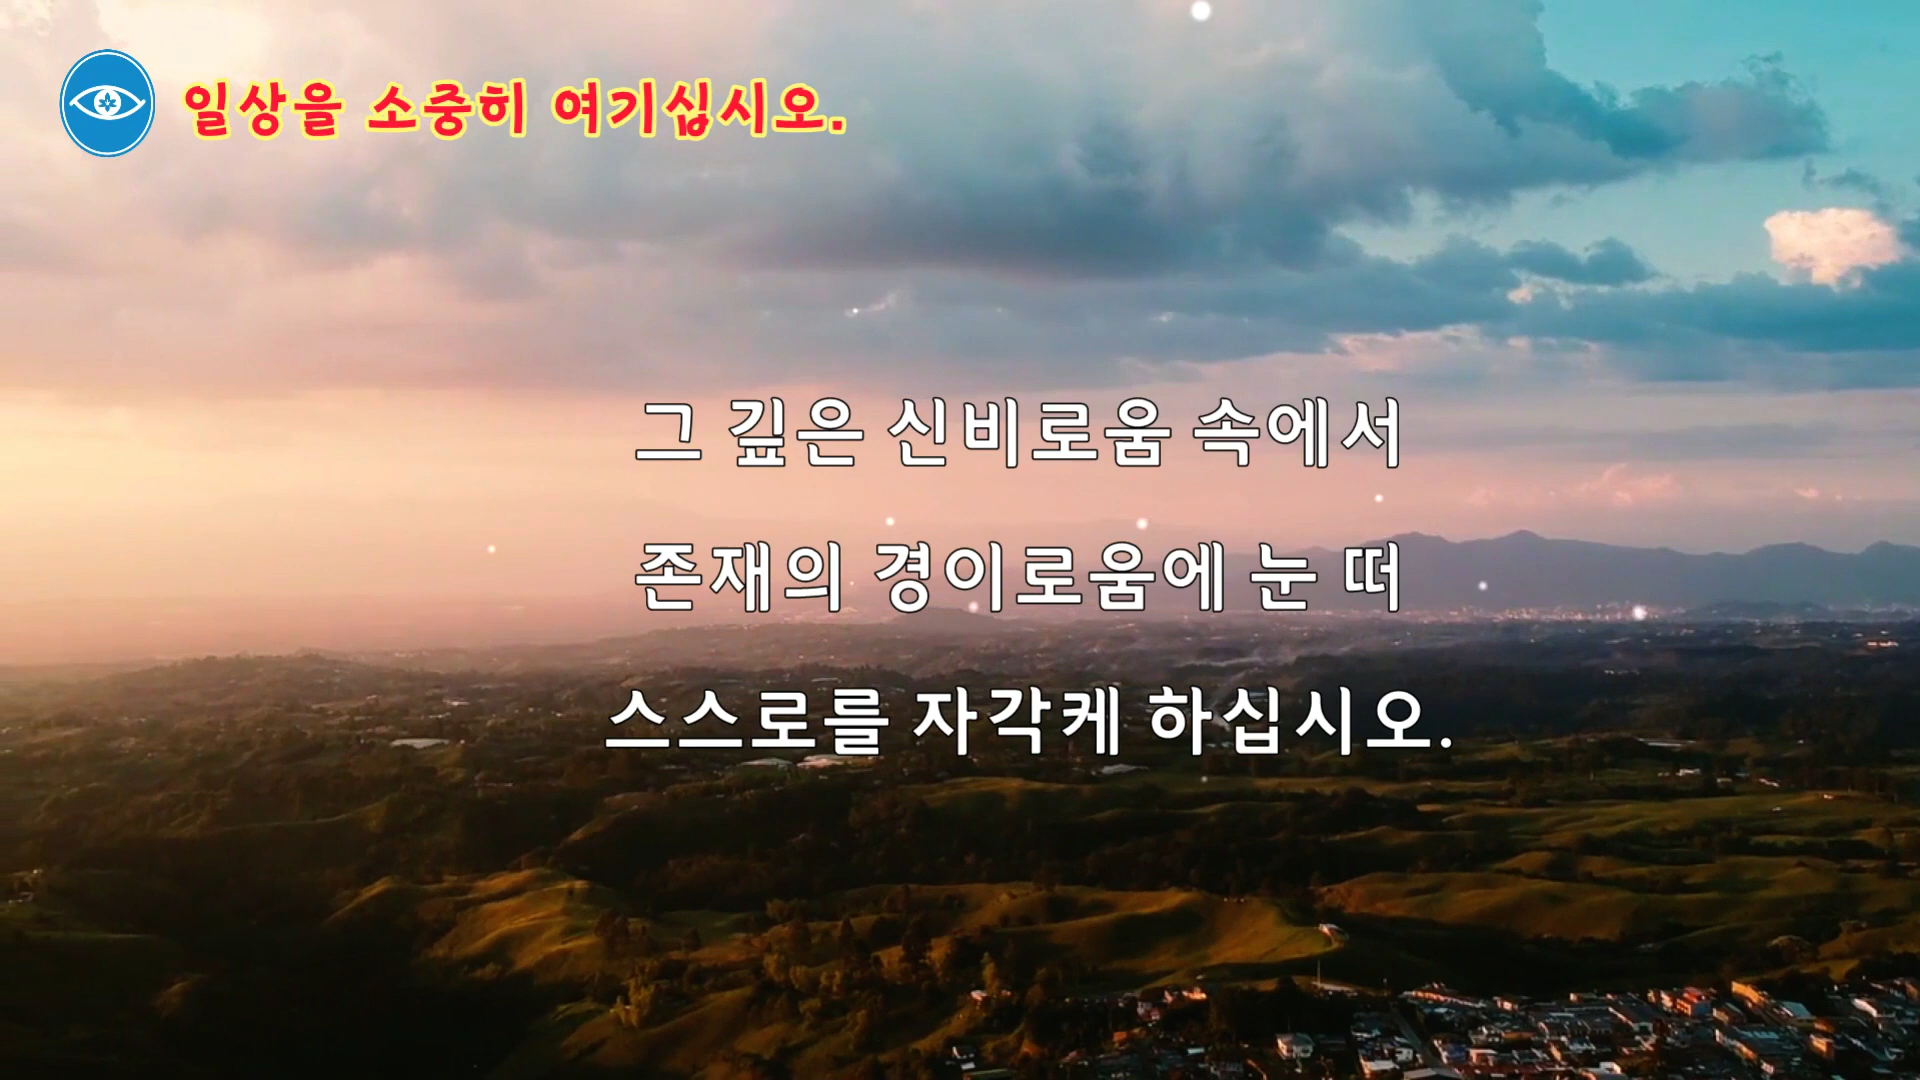 일상을 소중히 여기십시오.
그 깊은 신비로움 속에서
존재의 경이로움에 눈 떠
스스로를 자각케 하십시오.